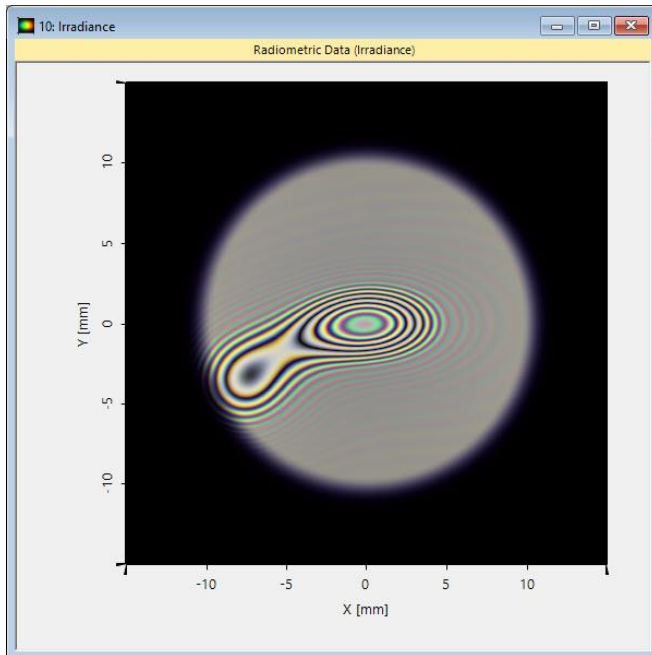 10: Irradiance
Radiometric Data (Irradiance)
10
5
0
-5
-10
Y [mm]
-10 -5 0 5 10
X [mm]